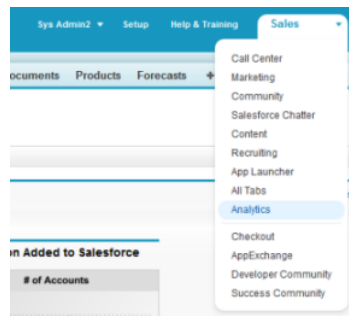 Sys Admin2 Setup Help & Training Sales
ocuments Products Forecasts +
Call Center
Marketing
Community
Salesforce Chatter
Content
Recruiting
App Launcher
All Tabs
Analytics
Checkout
AppExchange
Developer Community
Success Community
on Added to Salesforce
# of Accounts